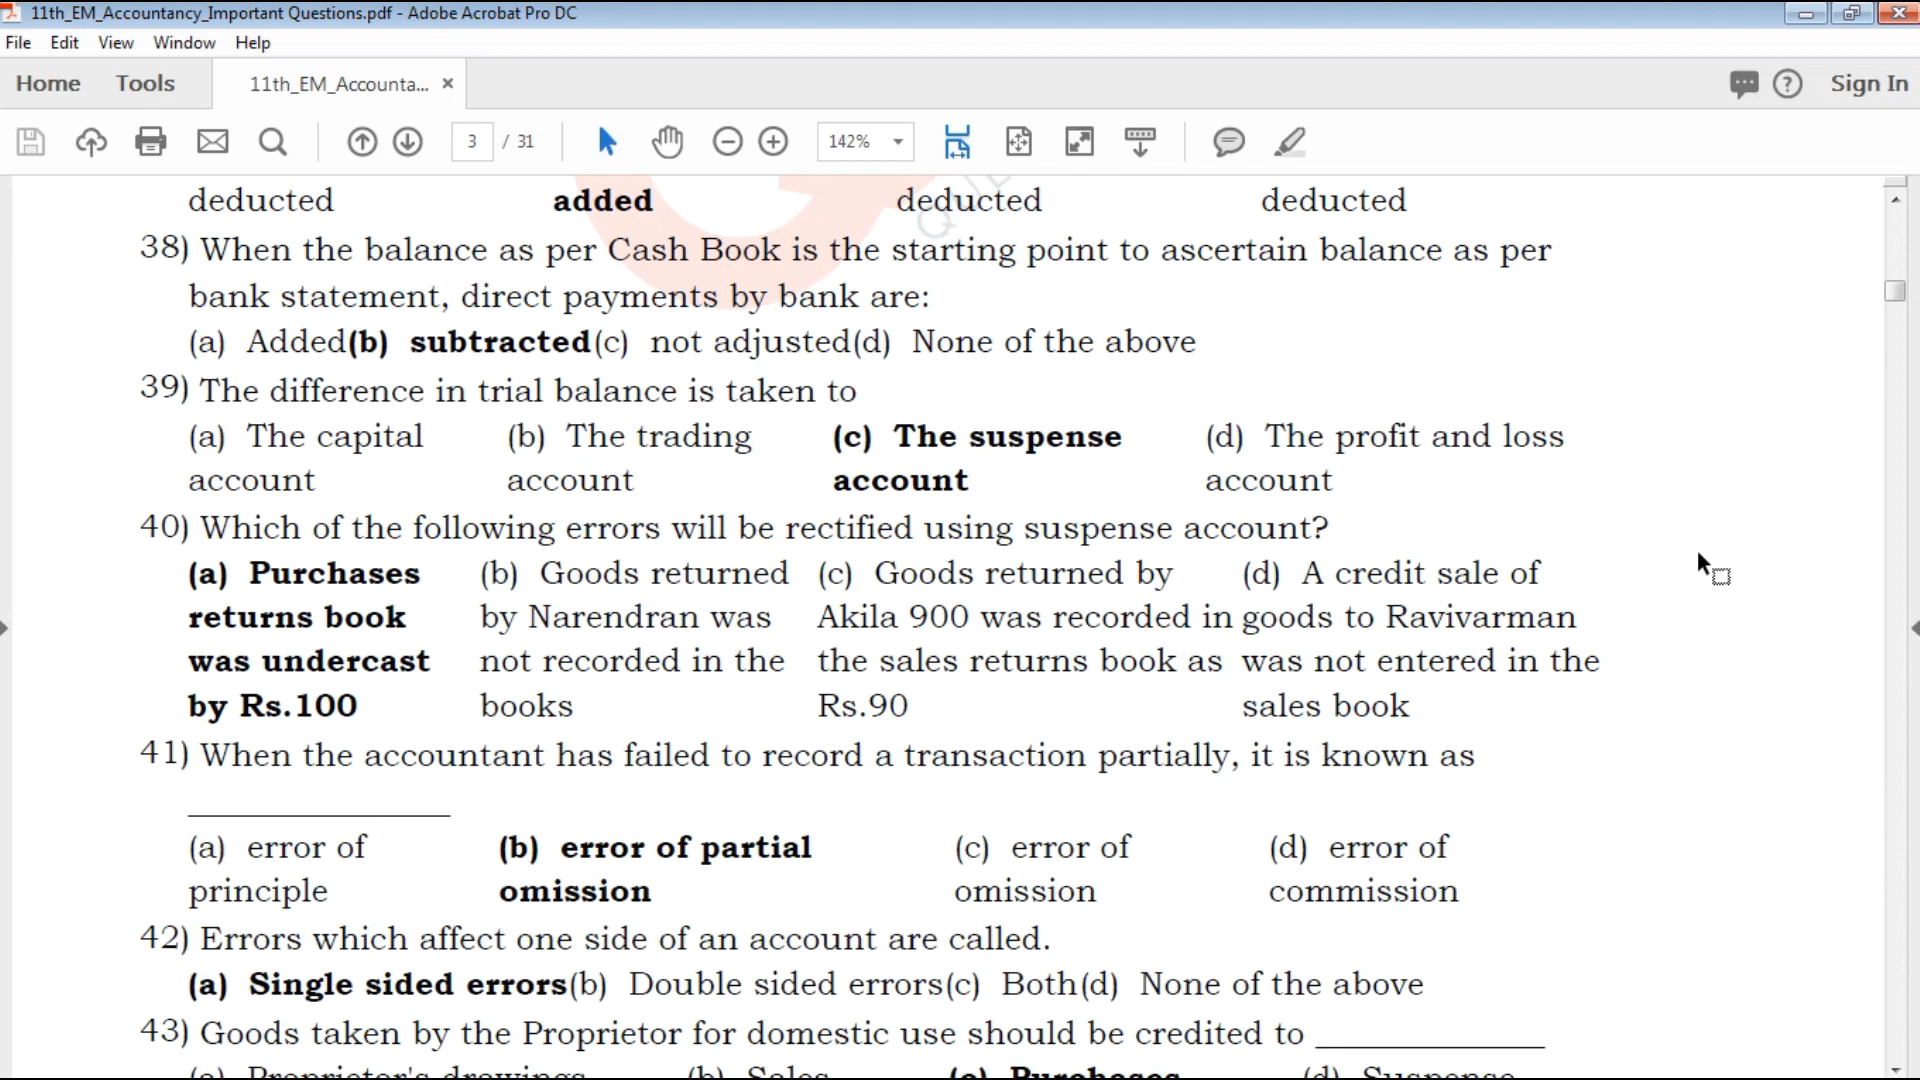 11th_EM_Accountancy_Important Questions.pdf - Adobe Acrobat Pro DC
File Edit View Window Help
Home Tools 11th_EM_Accounta... × Sign In
3 / 31 142%
deducted added deducted deducted
38) When the balance as per Cash Book is the starting point to ascertain balance as per
bank statement, direct payments by bank are:
(a) Added(b) subtracted(c) not adjusted(d) None of the above
39) The difference in trial balance is taken to
(a) The capital (b) The trading (c) The suspense (d) The profit and loss
account account account account
40) Which of the following errors will be rectified using suspense account?
(a) Purchases (b) Goods returned (c) Goods returned by (d) A credit sale of
returns book by Narendran was Akila 900 was recorded in goods to Ravivarman
was undercast not recorded in the the sales returns book as was not entered in the
by Rs.100 books Rs.90 sales book
41) When the accountant has failed to record a transaction partially, it is known as
_______________
(a) error of (b) error of partial (c) error of (d) error of
principle omission omission commission
42) Errors which affect one side of an account are called.
(a) Single sided errors(b) Double sided errors(c) Both(d) None of the above
43) Goods taken by the Proprietor for domestic use should be credited to _____________
(a) Proprietor's drawings (b) Sales (c) Purchases (d) Suspense